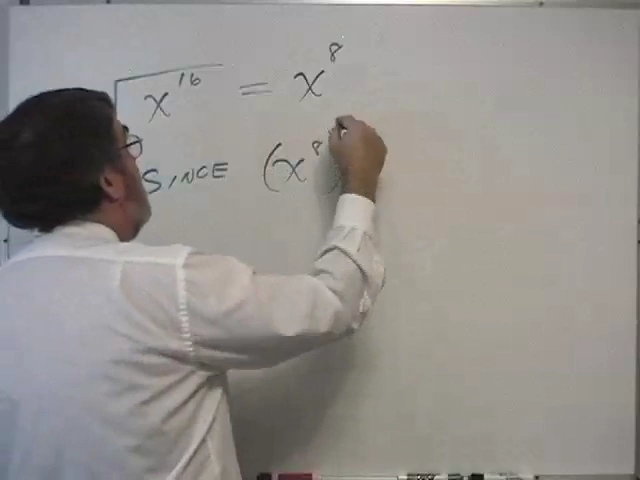 √x¹⁶ = x⁸
SINCE (x⁸)